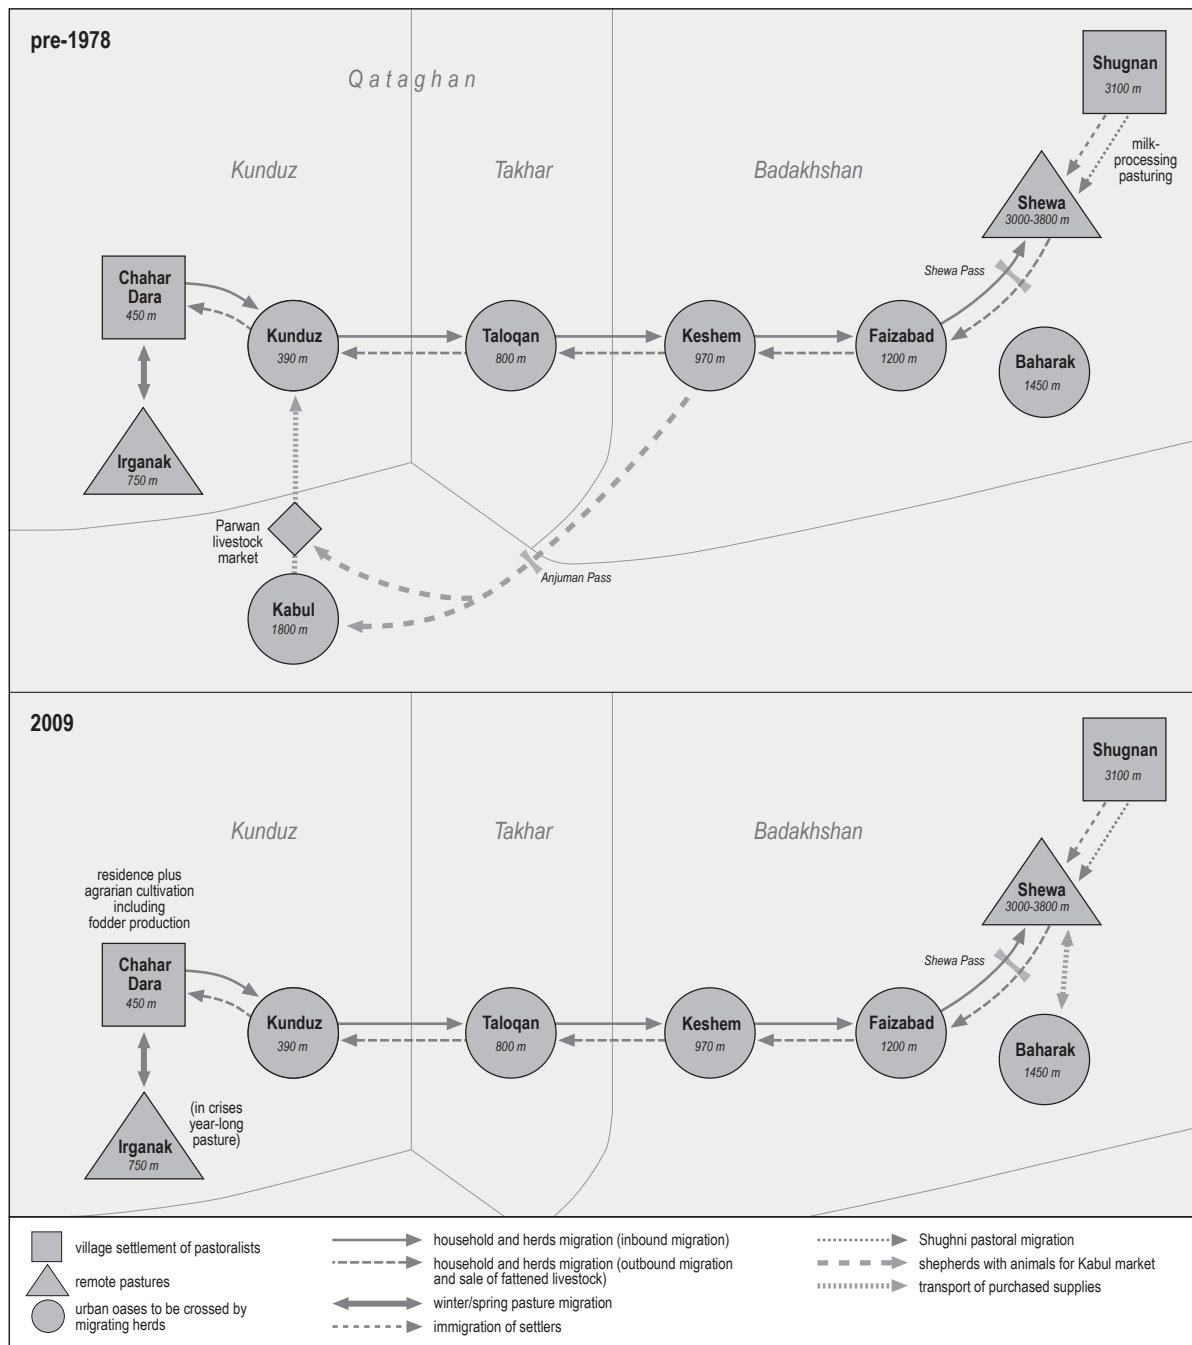 pre-1978
Qataghan
Kunduz
Takhar
Badakhshan
Shugnan
3100 m
milk-
processing
pasturing
Shewa
3000-3800 m
Shewa Pass
Chahar
Dara
450 m
Kunduz
390 m
Taloqan
800 m
Keshem
970 m
Faizabad
1200 m
Baharak
1450 m
Irganak
750 m
Parwan
livestock
market
Anjuman Pass
Kabul
1800 m
2009
Kunduz
Takhar
Badakhshan
Shugnan
3100 m
residence plus
agrarian cultivation
including
fodder production
Shewa
3000-3800 m
Shewa Pass
Chahar
Dara
450 m
Kunduz
390 m
Taloqan
800 m
Keshem
970 m
Faizabad
1200 m
Baharak
1450 m
(in crises
year-long
pasture)
Irganak
750 m
village settlement of pastoralists
remote pastures
urban oases to be crossed by
migrating herds
household and herds migration (inbound migration)
household and herds migration (outbound migration
and sale of fattened livestock)
winter/spring pasture migration
immigration of settlers
Shughni pastoral migration
shepherds with animals for Kabul market
transport of purchased supplies